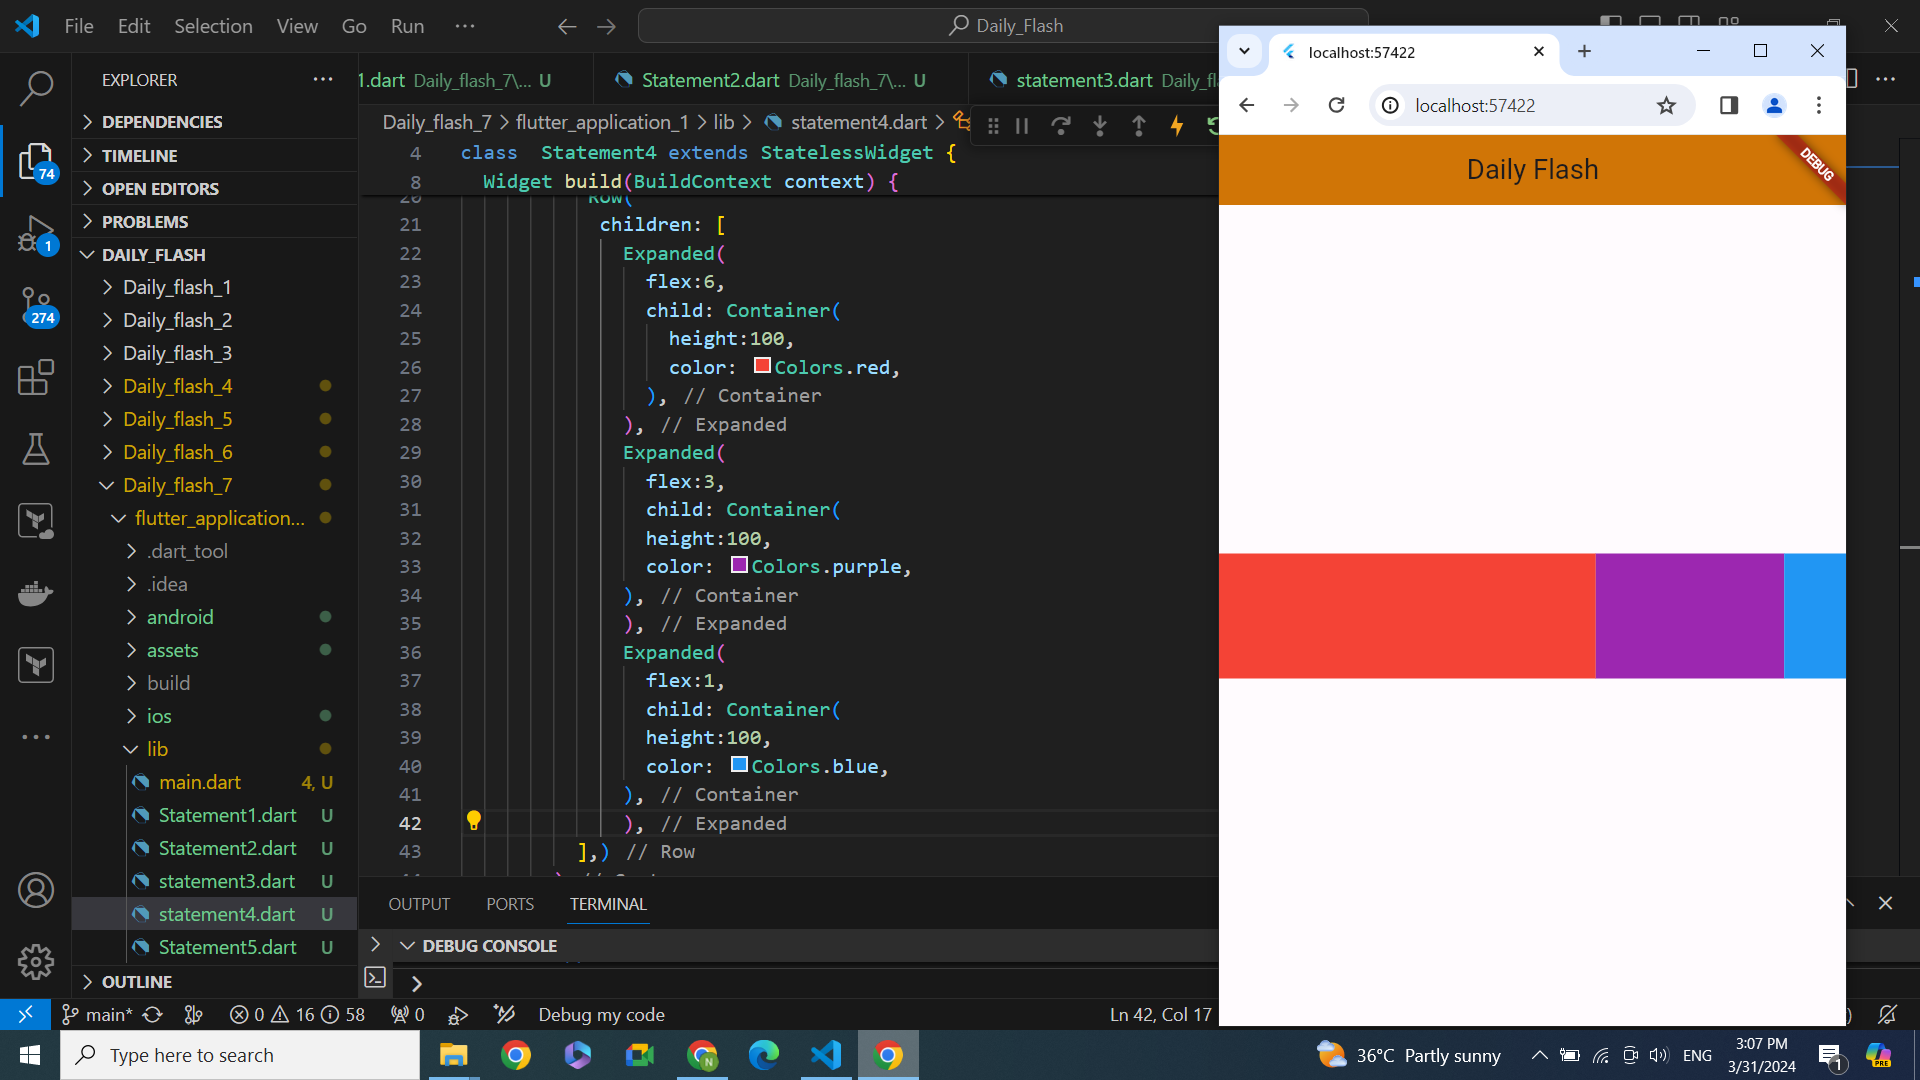 File Edit Selection View Go Run ··· Daily_Flash
EXPLORER ···
DEPENDENCIES
TIMELINE
OPEN EDITORS
PROBLEMS
DAILY_FLASH
Daily_flash_1
Daily_flash_2
Daily_flash_3
Daily_flash_4
Daily_flash_5
Daily_flash_6
Daily_flash_7
flutter_application...
.dart_tool
.idea
android
assets
build
ios
lib
main.dart 4, U
Statement1.dart U
Statement2.dart U
statement3.dart U
statement4.dart U
Statement5.dart U
OUTLINE
74
1
274
1.dart Daily_flash_7\... U
Statement2.dart Daily_flash_7\... U
statement3.dart Daily_fl
Daily_flash_7 > flutter_application_1 > lib > statement4.dart >
4 class Statement4 extends StatelessWidget {
8 Widget build(BuildContext context) {
20 Row(
21 children: [
22 Expanded(
23 flex:6,
24 child: Container(
25 height:100,
26 color: Colors.red,
27 ), // Container
28 ), // Expanded
29 Expanded(
30 flex:3,
31 child: Container(
32 height:100,
33 color: Colors.purple,
34 ), // Container
35 ), // Expanded
36 Expanded(
37 flex:1,
38 child: Container(
39 height:100,
40 color: Colors.blue,
41 ), // Container
42 ), // Expanded
43 ],) // Row
OUTPUT PORTS TERMINAL
DEBUG CONSOLE
main* 0 16 58 0 Debug my code Ln 42, Col 17
localhost:57422
localhost:57422
Daily Flash
DEBUG
Type here to search
36°C Partly sunny
ENG
3:07 PM
3/31/2024
1
PRE